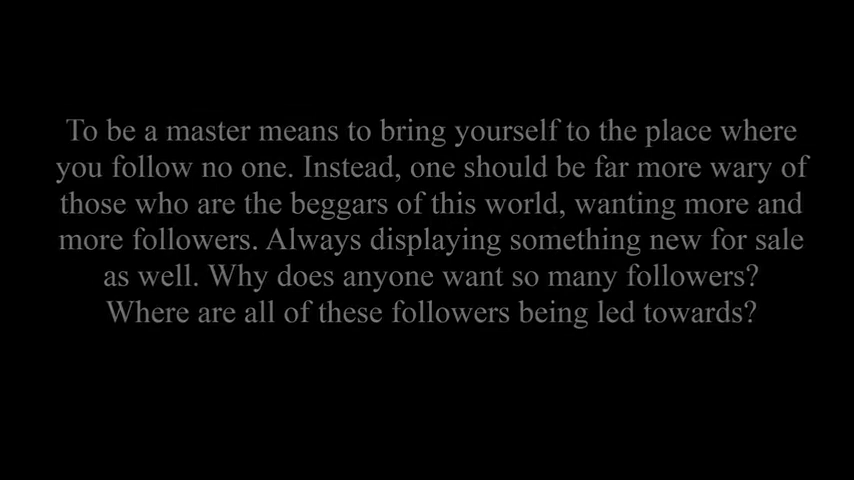 To be a master means to bring yourself to the place where
you follow no one. Instead, one should be far more wary of
those who are the beggars of this world, wanting more and
more followers. Always displaying something new for sale
as well. Why does anyone want so many followers?
Where are all of these followers being led towards?